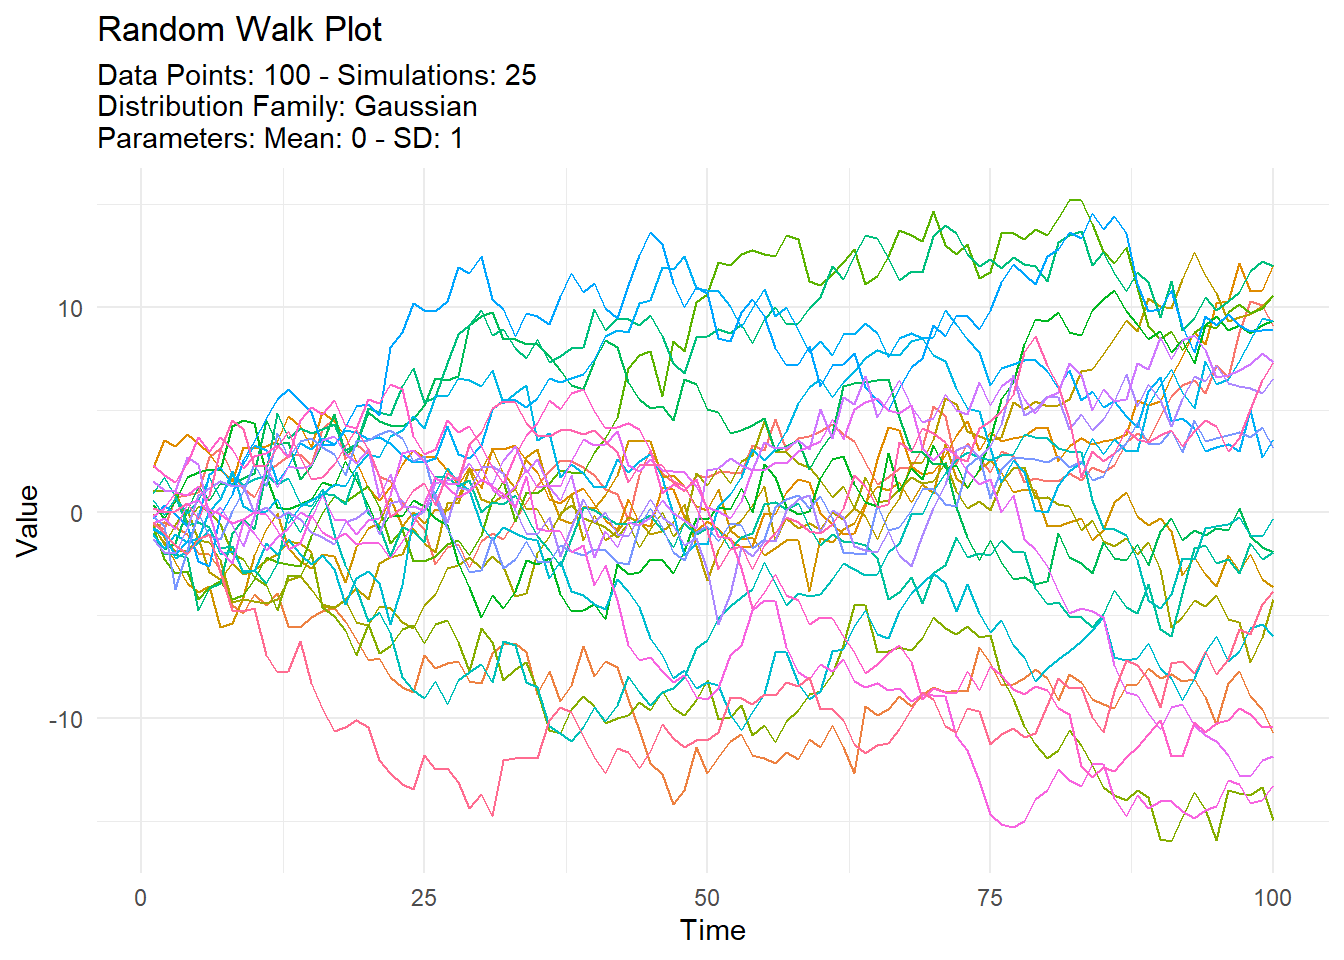 Random Walk Plot
Data Points: 100 - Simulations: 25
Distribution Family: Gaussian
Parameters: Mean: 0 - SD: 1
10
0
-10
Value
0 25 50 75 100
Time